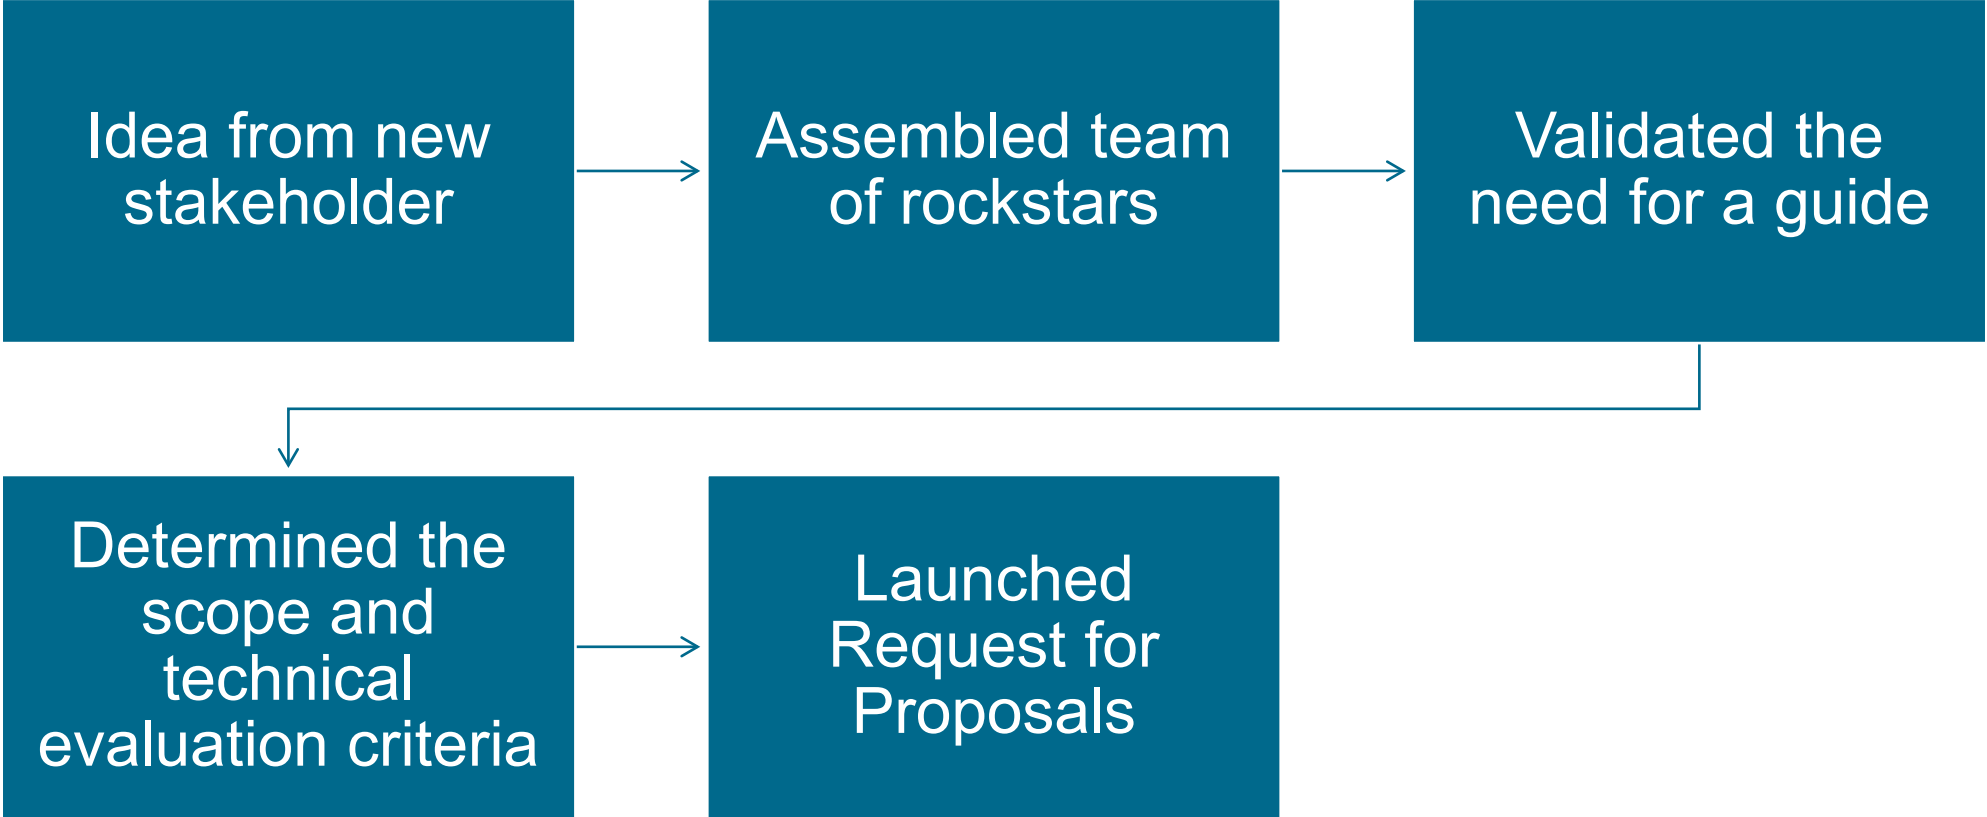 Idea from new
stakeholder
Assembled team
of rockstars
Validated the
need for a guide
Determined the
scope and
technical
evaluation criteria
Launched
Request for
Proposals